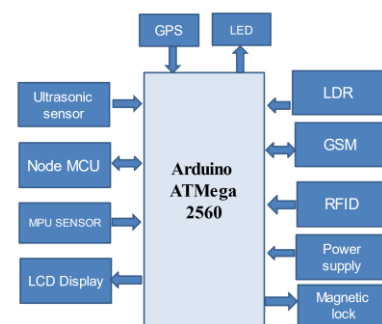 GPS
LED
Ultrasonic
sensor
Node MCU
MPU SENSOR
LCD Display
Arduino
ATMega
2560
LDR
GSM
RFID
Power
supply
Magnetic
lock